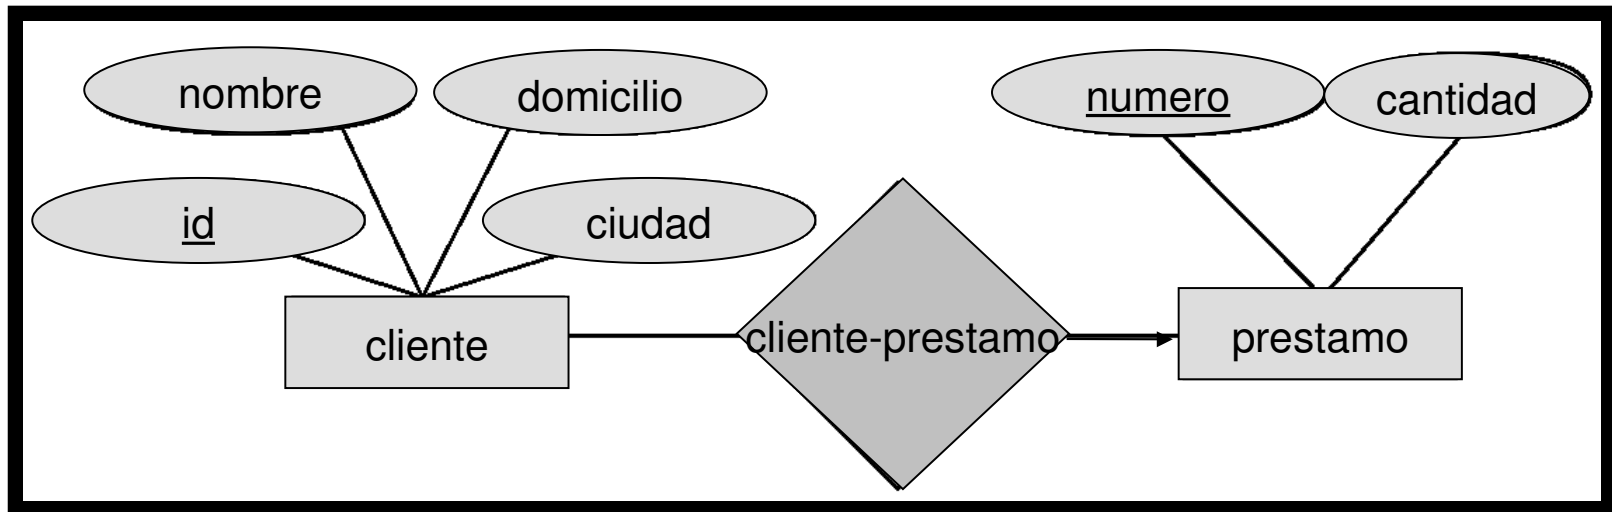 nombre
domicilio
numero
cantidad
id
ciudad
cliente
cliente-prestamo
prestamo